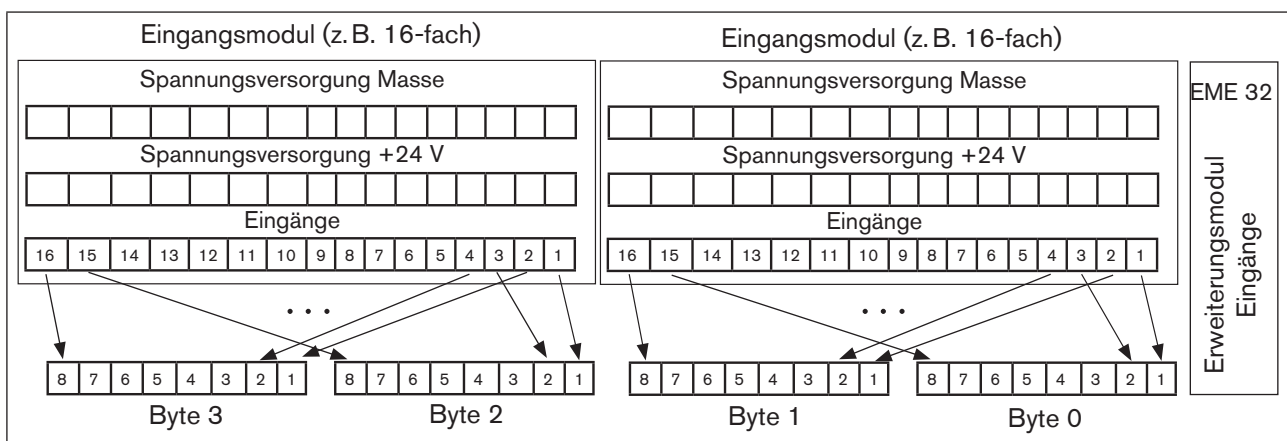 Eingangsmodul (z. B. 16-fach)
Spannungsversorgung Masse
Spannungsversorgung +24 V
Eingänge
16 15 14 13 12 11 10 9 8 7 6 5 4 3 2 1
. . .
8 7 6 5 4 3 2 1
Byte 3
8 7 6 5 4 3 2 1
Byte 2
Eingangsmodul (z. B. 16-fach)
Spannungsversorgung Masse
Spannungsversorgung +24 V
Eingänge
16 15 14 13 12 11 10 9 8 7 6 5 4 3 2 1
. . .
8 7 6 5 4 3 2 1
Byte 1
8 7 6 5 4 3 2 1
Byte 0
EME 32
Erweiterungsmodul
Eingänge